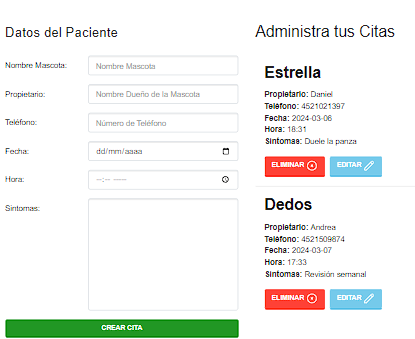 Datos del Paciente
Nombre Mascota:
Nombre Mascota
Propietario:
Nombre Dueño de la Mascota
Teléfono:
Número de Teléfono
Fecha:
dd/mm/aaaa
Hora:
--:-- ----
Sintomas:
CREAR CITA
Administra tus Citas
Estrella
Propietario: Daniel
Teléfono: 4521021397
Fecha: 2024-03-06
Hora: 18:31
Sintomas: Duele la panza
ELIMINAR
EDITAR
Dedos
Propietario: Andrea
Teléfono: 4521509874
Fecha: 2024-03-07
Hora: 17:33
Sintomas: Revisión semanal
ELIMINAR
EDITAR